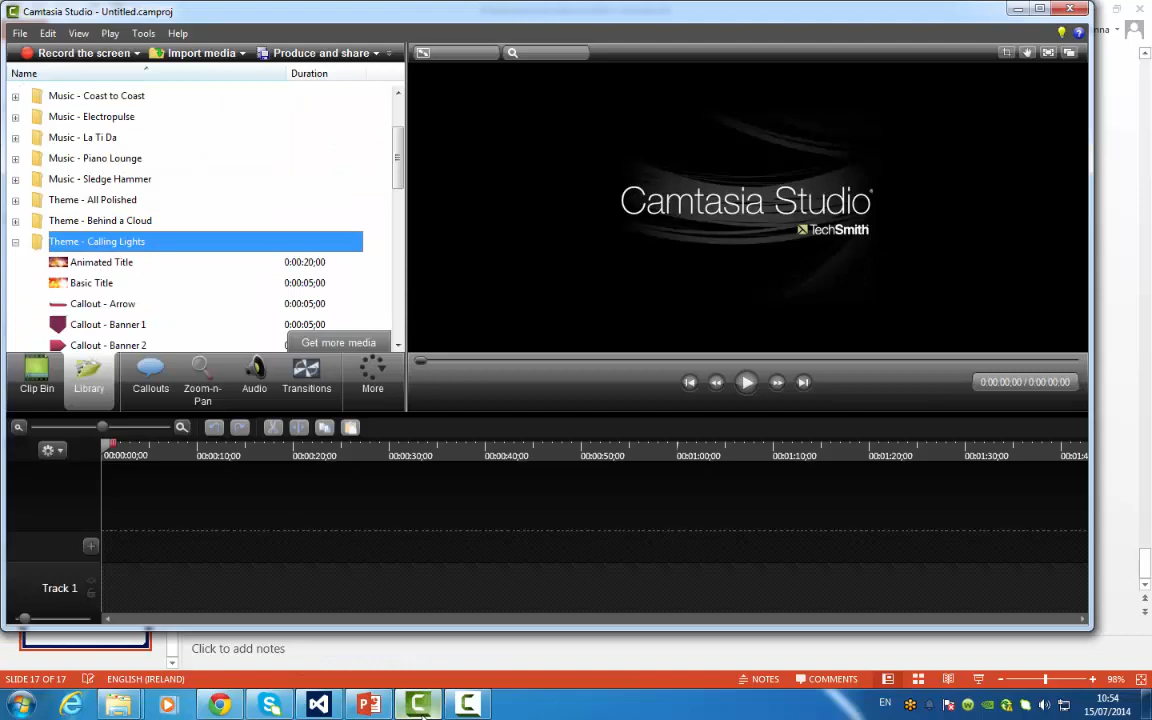 Camtasia Studio - Untitled.camproj
File Edit View Play Tools Help
nna
Record the screen Import media Produce and share
Name Duration
Music - Coast to Coast
Music - Electropulse
Music - La Ti Da
Music - Piano Lounge
Music - Sledge Hammer
Theme - All Polished
Theme - Behind a Cloud
Theme - Calling Lights
Animated Title 0:00:20;00
Basic Title 0:00:05;00
Callout - Arrow 0:00:05;00
Callout - Banner 1 0:00:05;00
Callout - Banner 2
Get more media
Camtasia Studio®
TechSmith
Clip Bin Library Callouts Zoom-n-Pan Audio Transitions More
0:00:00;00 / 0:00:00;00
00:00:00;00 00:00:10;00 00:00:20;00 00:00:30;00 00:00:40;00 00:00:50;00 00:01:00;00 00:01:10;00 00:01:20;00 00:01:30;00 00:01:4
Track 1
Click to add notes
SLIDE 17 OF 17 ENGLISH (IRELAND) NOTES COMMENTS 98%
EN 10:54
15/07/2014